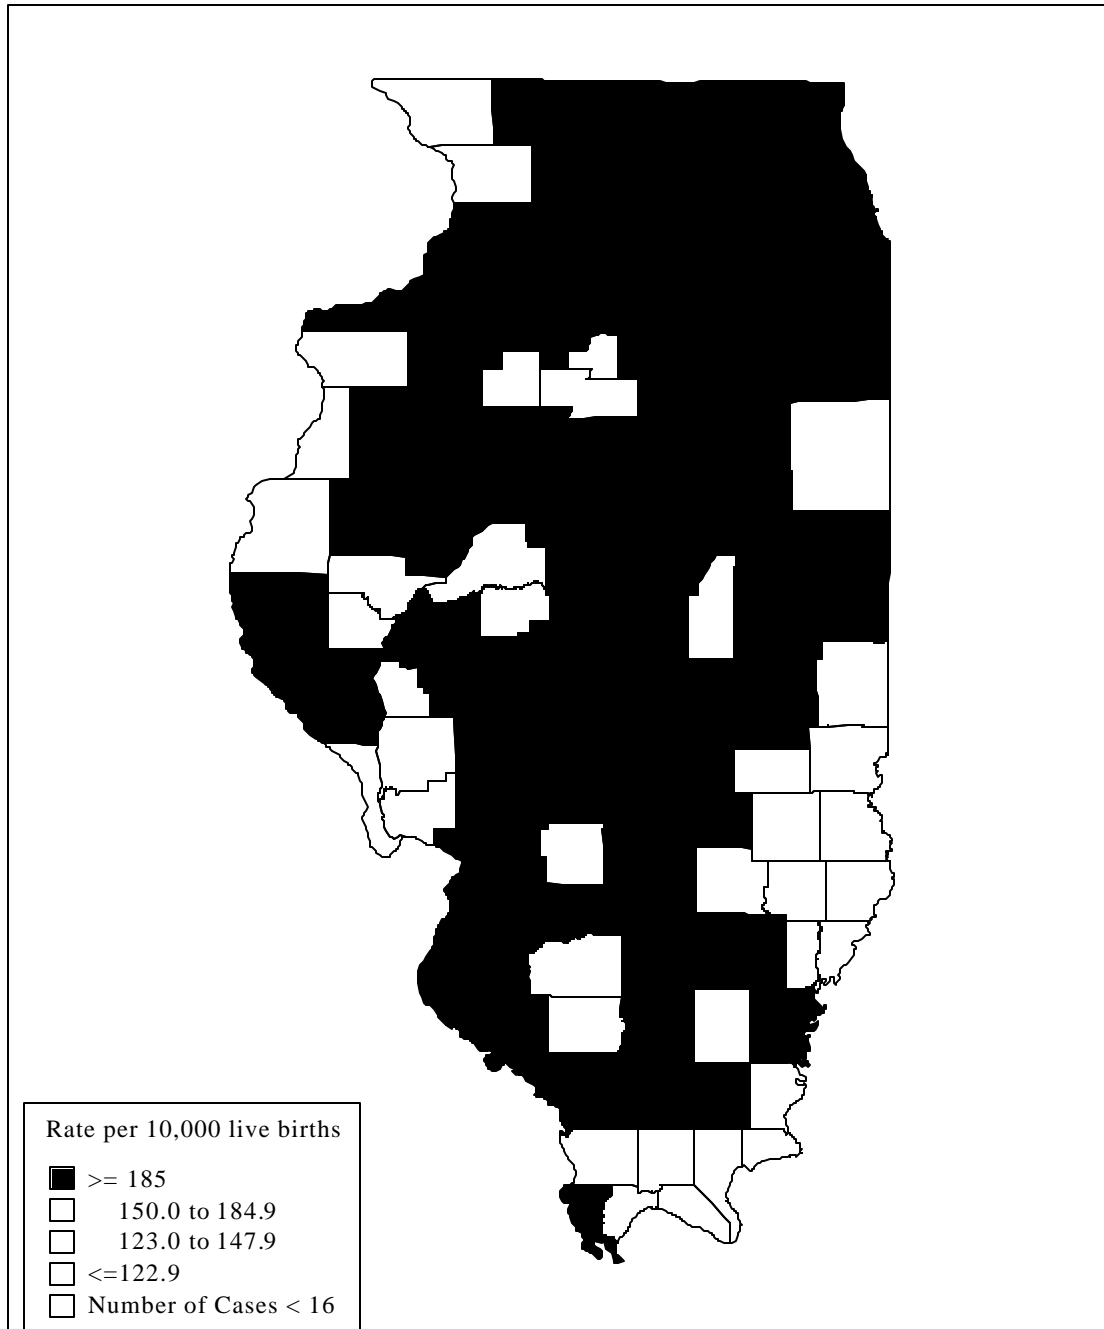 Rate per 10,000 live births
>= 185
150.0 to 184.9
123.0 to 147.9
<=122.9
Number of Cases < 16